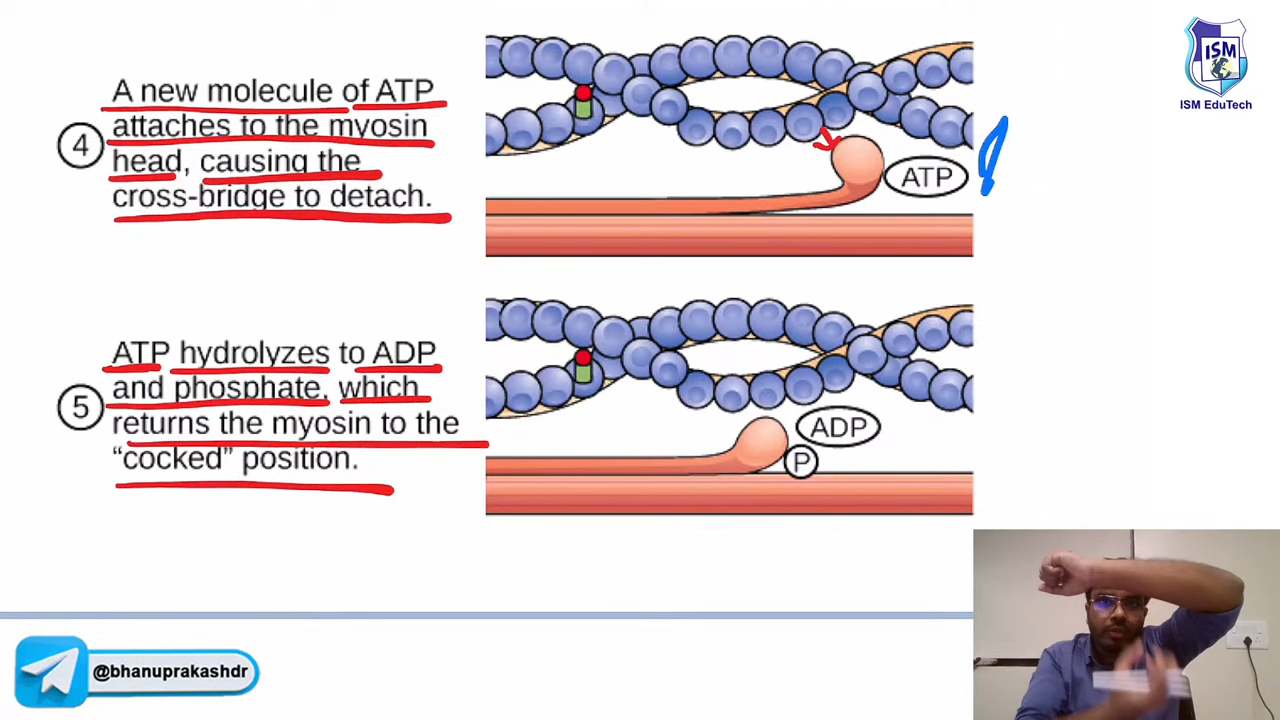 ISM
ISM EduTech
4
A new molecule of ATP
attaches to the myosin
head, causing the
cross-bridge to detach.
ATP
5
ATP hydrolyzes to ADP
and phosphate, which
returns the myosin to the
“cocked” position.
ADP
P
@bhanuprakashdr